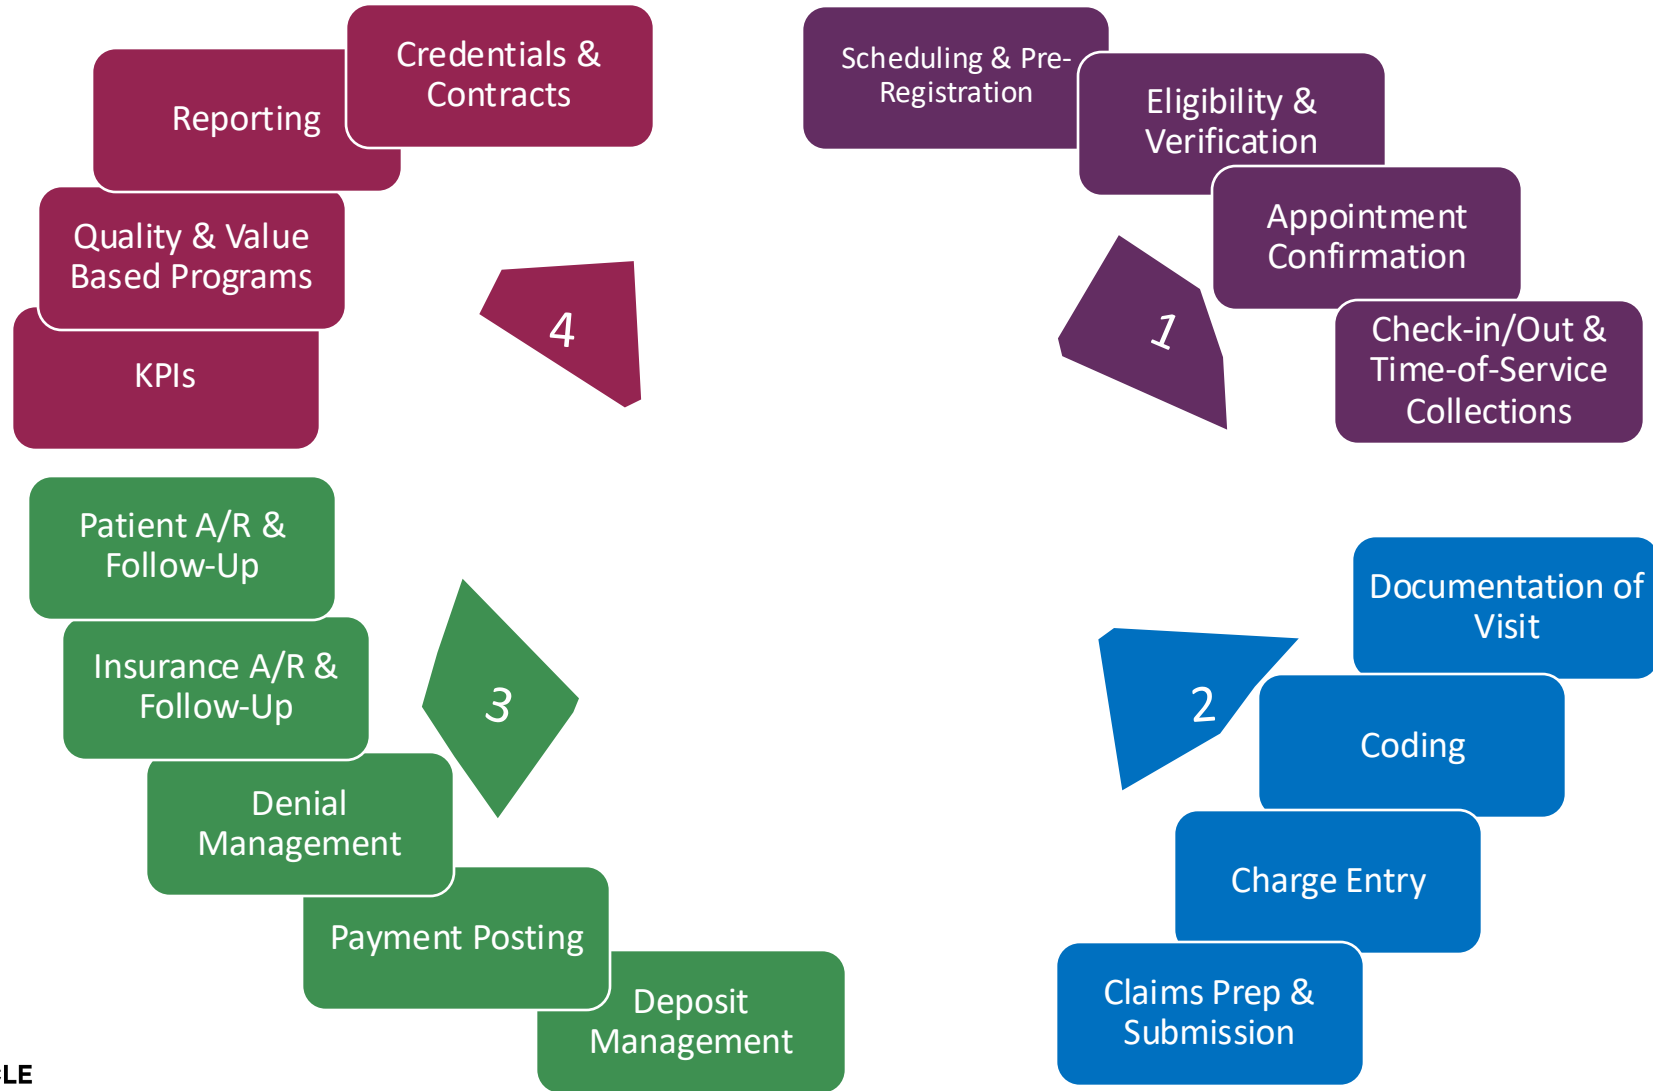 Credentials &
Contracts
Reporting
Quality & Value
Based Programs
KPIs
4
Scheduling & Pre-
Registration
Eligibility &
Verification
Appointment
Confirmation
Check-in/Out &
Time-of-Service
Collections
1
Patient A/R &
Follow-Up
Insurance A/R &
Follow-Up
Denial
Management
Payment Posting
Deposit
Management
3
Documentation of
Visit
Coding
Charge Entry
Claims Prep &
Submission
2